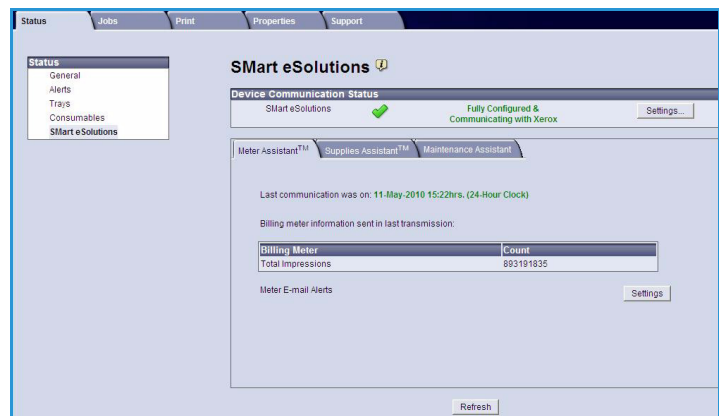 Status Jobs Print Properties Support
Status
General
Alerts
Trays
Consumables
SMart eSolutions
SMart eSolutions
Device Communication Status
SMart eSolutions
Fully Configured &
Communicating with Xerox
Settings...
Meter Assistant™ Supplies Assistant™ Maintenance Assistant
Last communication was on: 11-May-2010 15:22hrs. (24-Hour Clock)
Billing meter information sent in last transmission:
Billing Meter Count
Total Impressions 893191835
Meter E-mail Alerts
Settings
Refresh